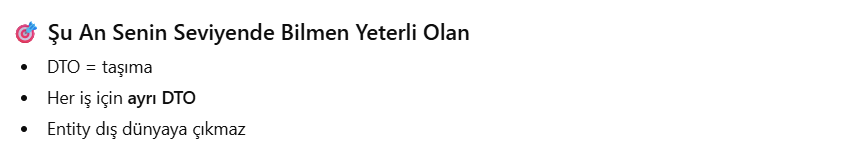 🎯 Şu An Senin Seviyende Bilmen Yeterli Olan
• DTO = taşıma
• Her iş için ayrı DTO
• Entity dış dünyaya çıkmaz